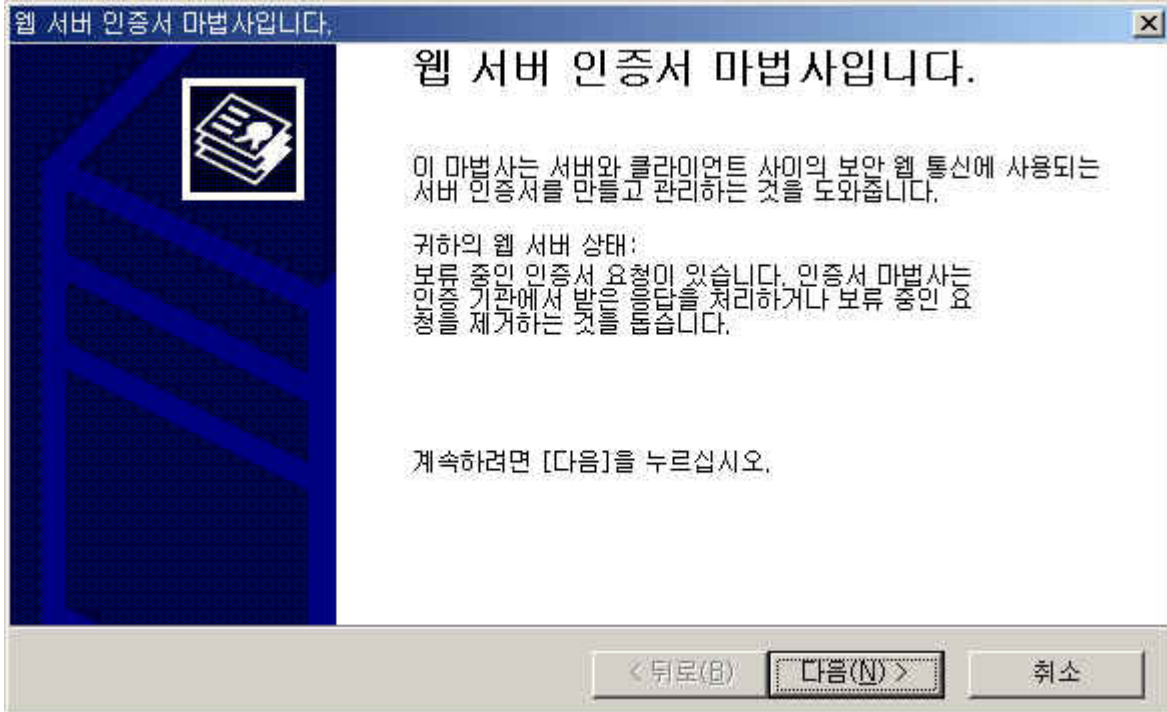 웹 서버 인증서 마법사입니다.
웹 서버 인증서 마법사입니다.
이 마법사는 서버와 클라이언트 사이의 보안 웹 통신에 사용되는
서버 인증서를 만들고 관리하는 것을 도와줍니다.
귀하의 웹 서버 상태:
보류 중인 인증서 요청이 있습니다. 인증서 마법사는
인증 기관에서 받은 응답을 처리하거나 보류 중인 요
청을 제거하는 것을 돕습니다.
계속하려면 [다음]을 누르십시오.
< 뒤로(B) 다음(N) > 취소